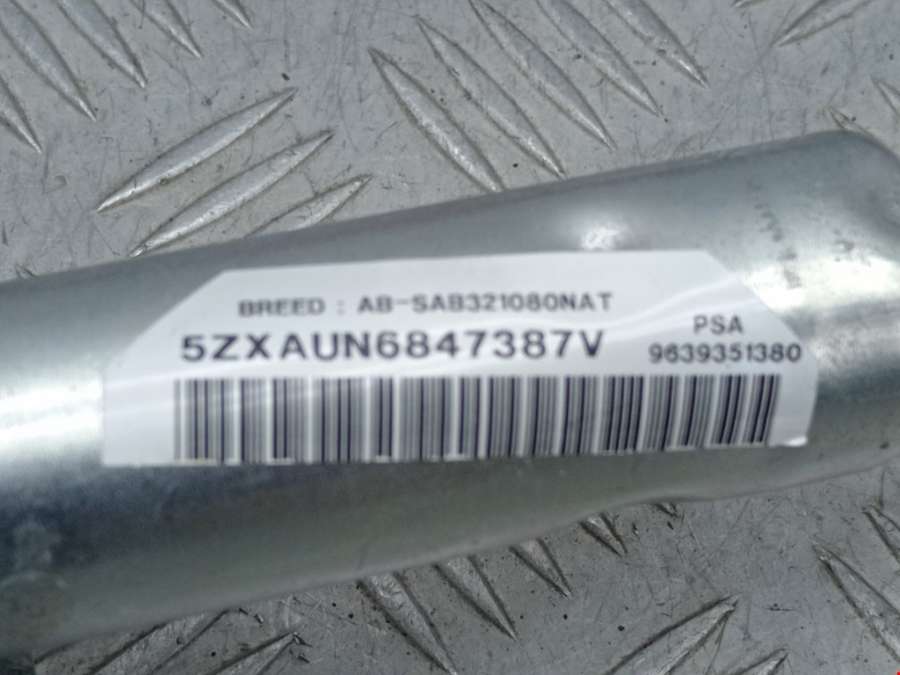 BREED : AB-SAB321080NAT
5ZXAUN6847387V
PSA
9639351380